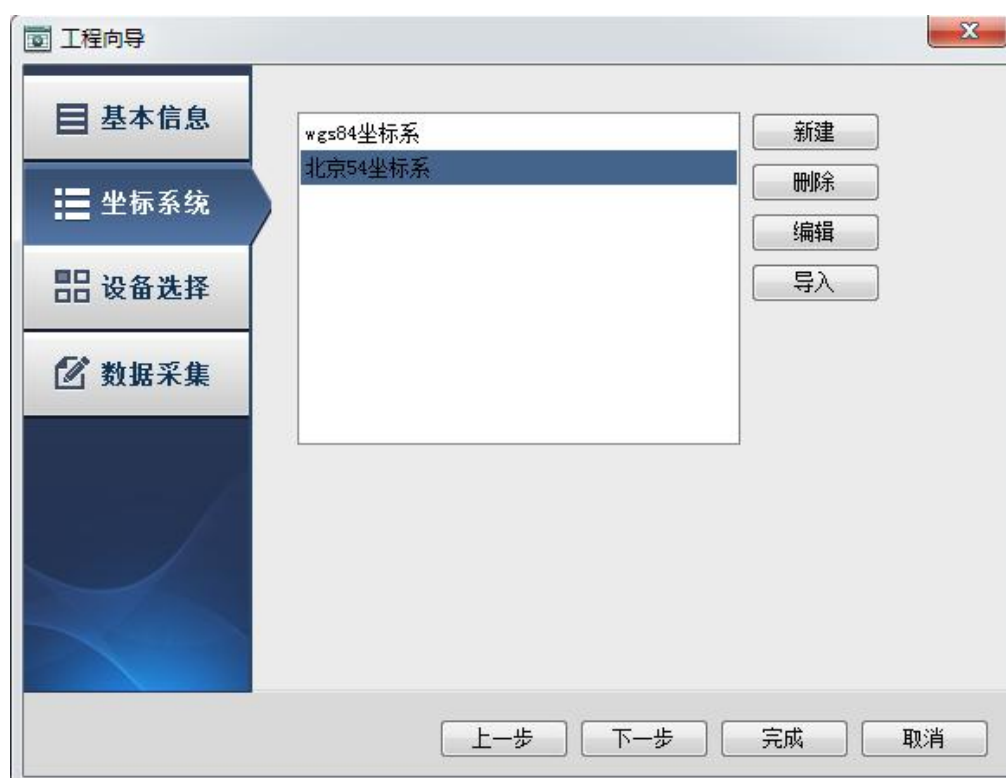 工程向导
基本信息
坐标系统
设备选择
数据采集
wgs84坐标系
北京54坐标系
新建
删除
编辑
导入
上一步 下一步 完成 取消